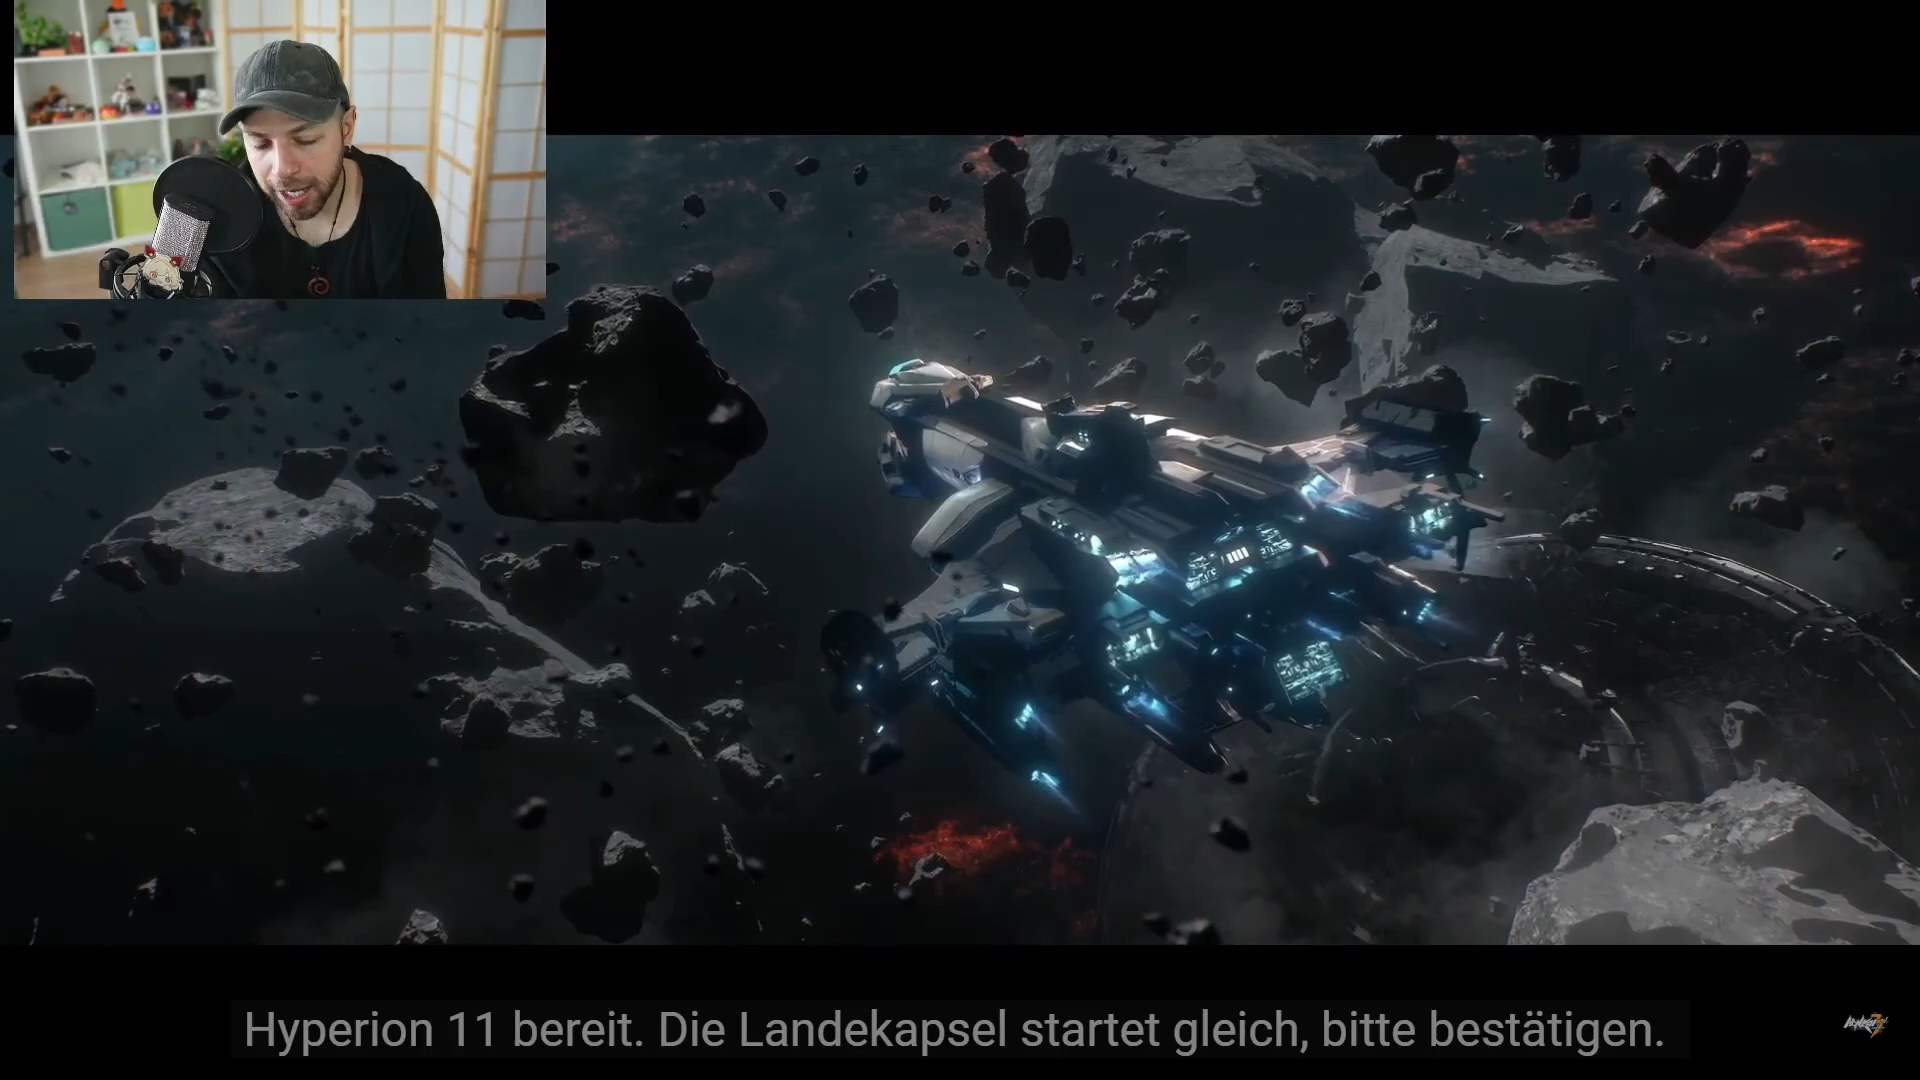 Hyperion 11 bereit. Die Landekapsel startet gleich, bitte bestätigen.